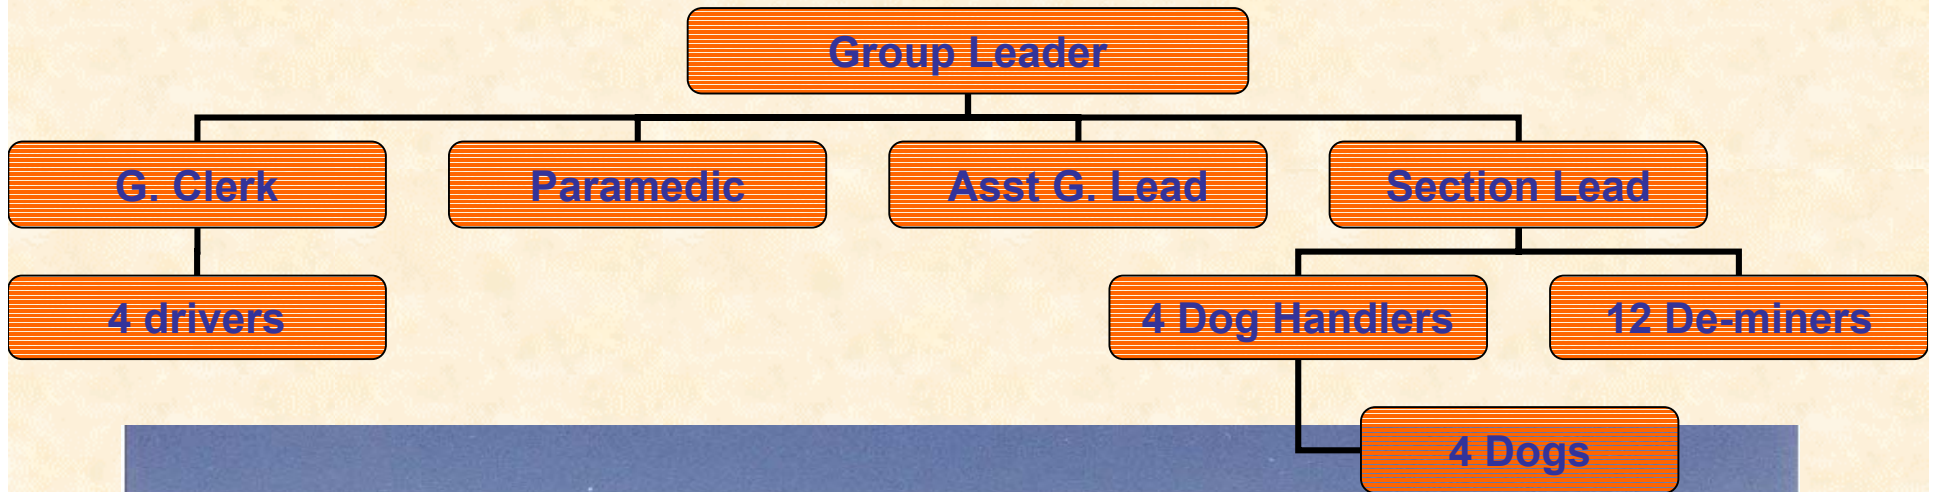 Group Leader
G. Clerk
Paramedic
Asst G. Lead
Section Lead
4 drivers
4 Dog Handlers
12 De-miners
4 Dogs